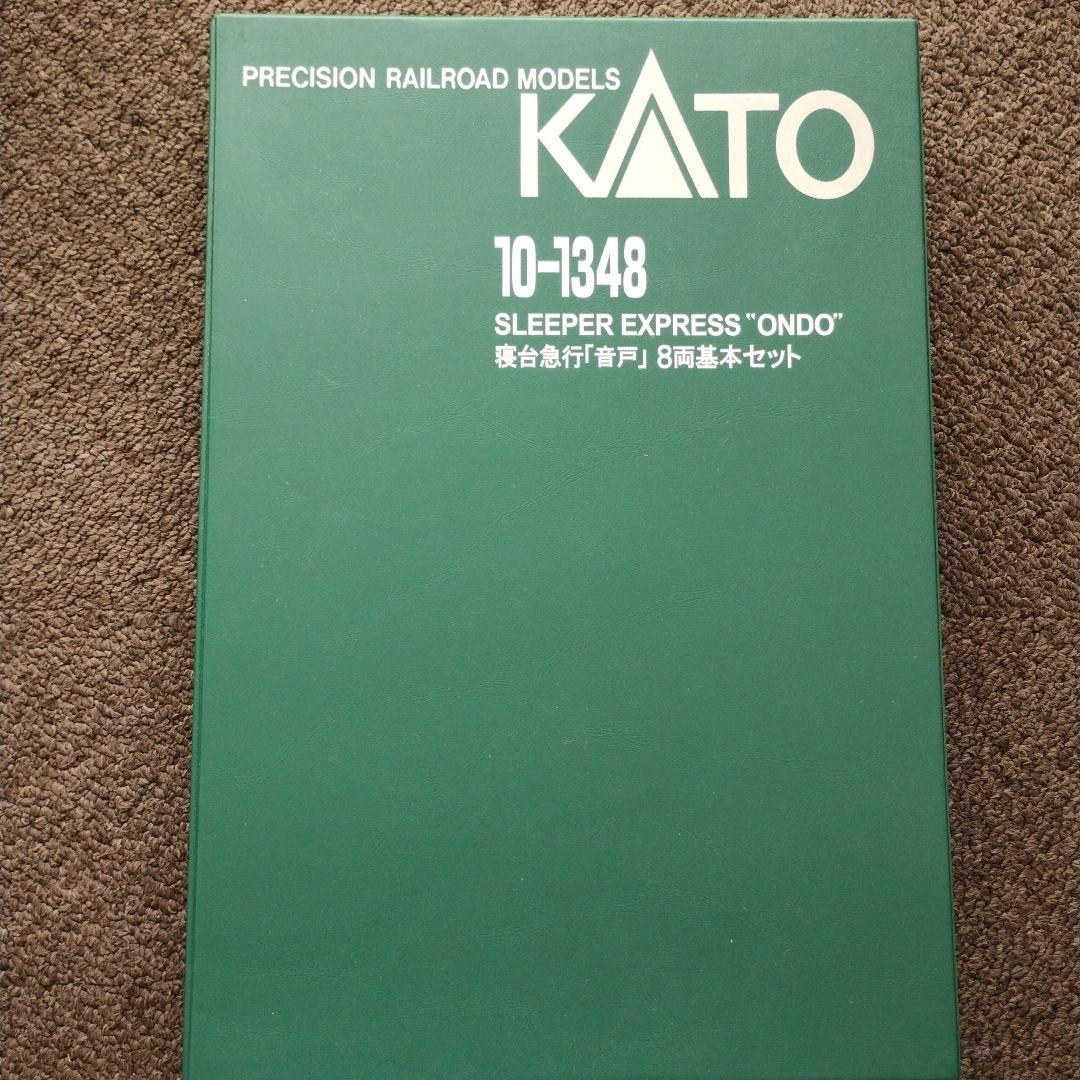 PRECISION RAILROAD MODELS
KATO
10-1348
SLEEPER EXPRESS "ONDO"
寝台急行「音戸」 8両基本セット